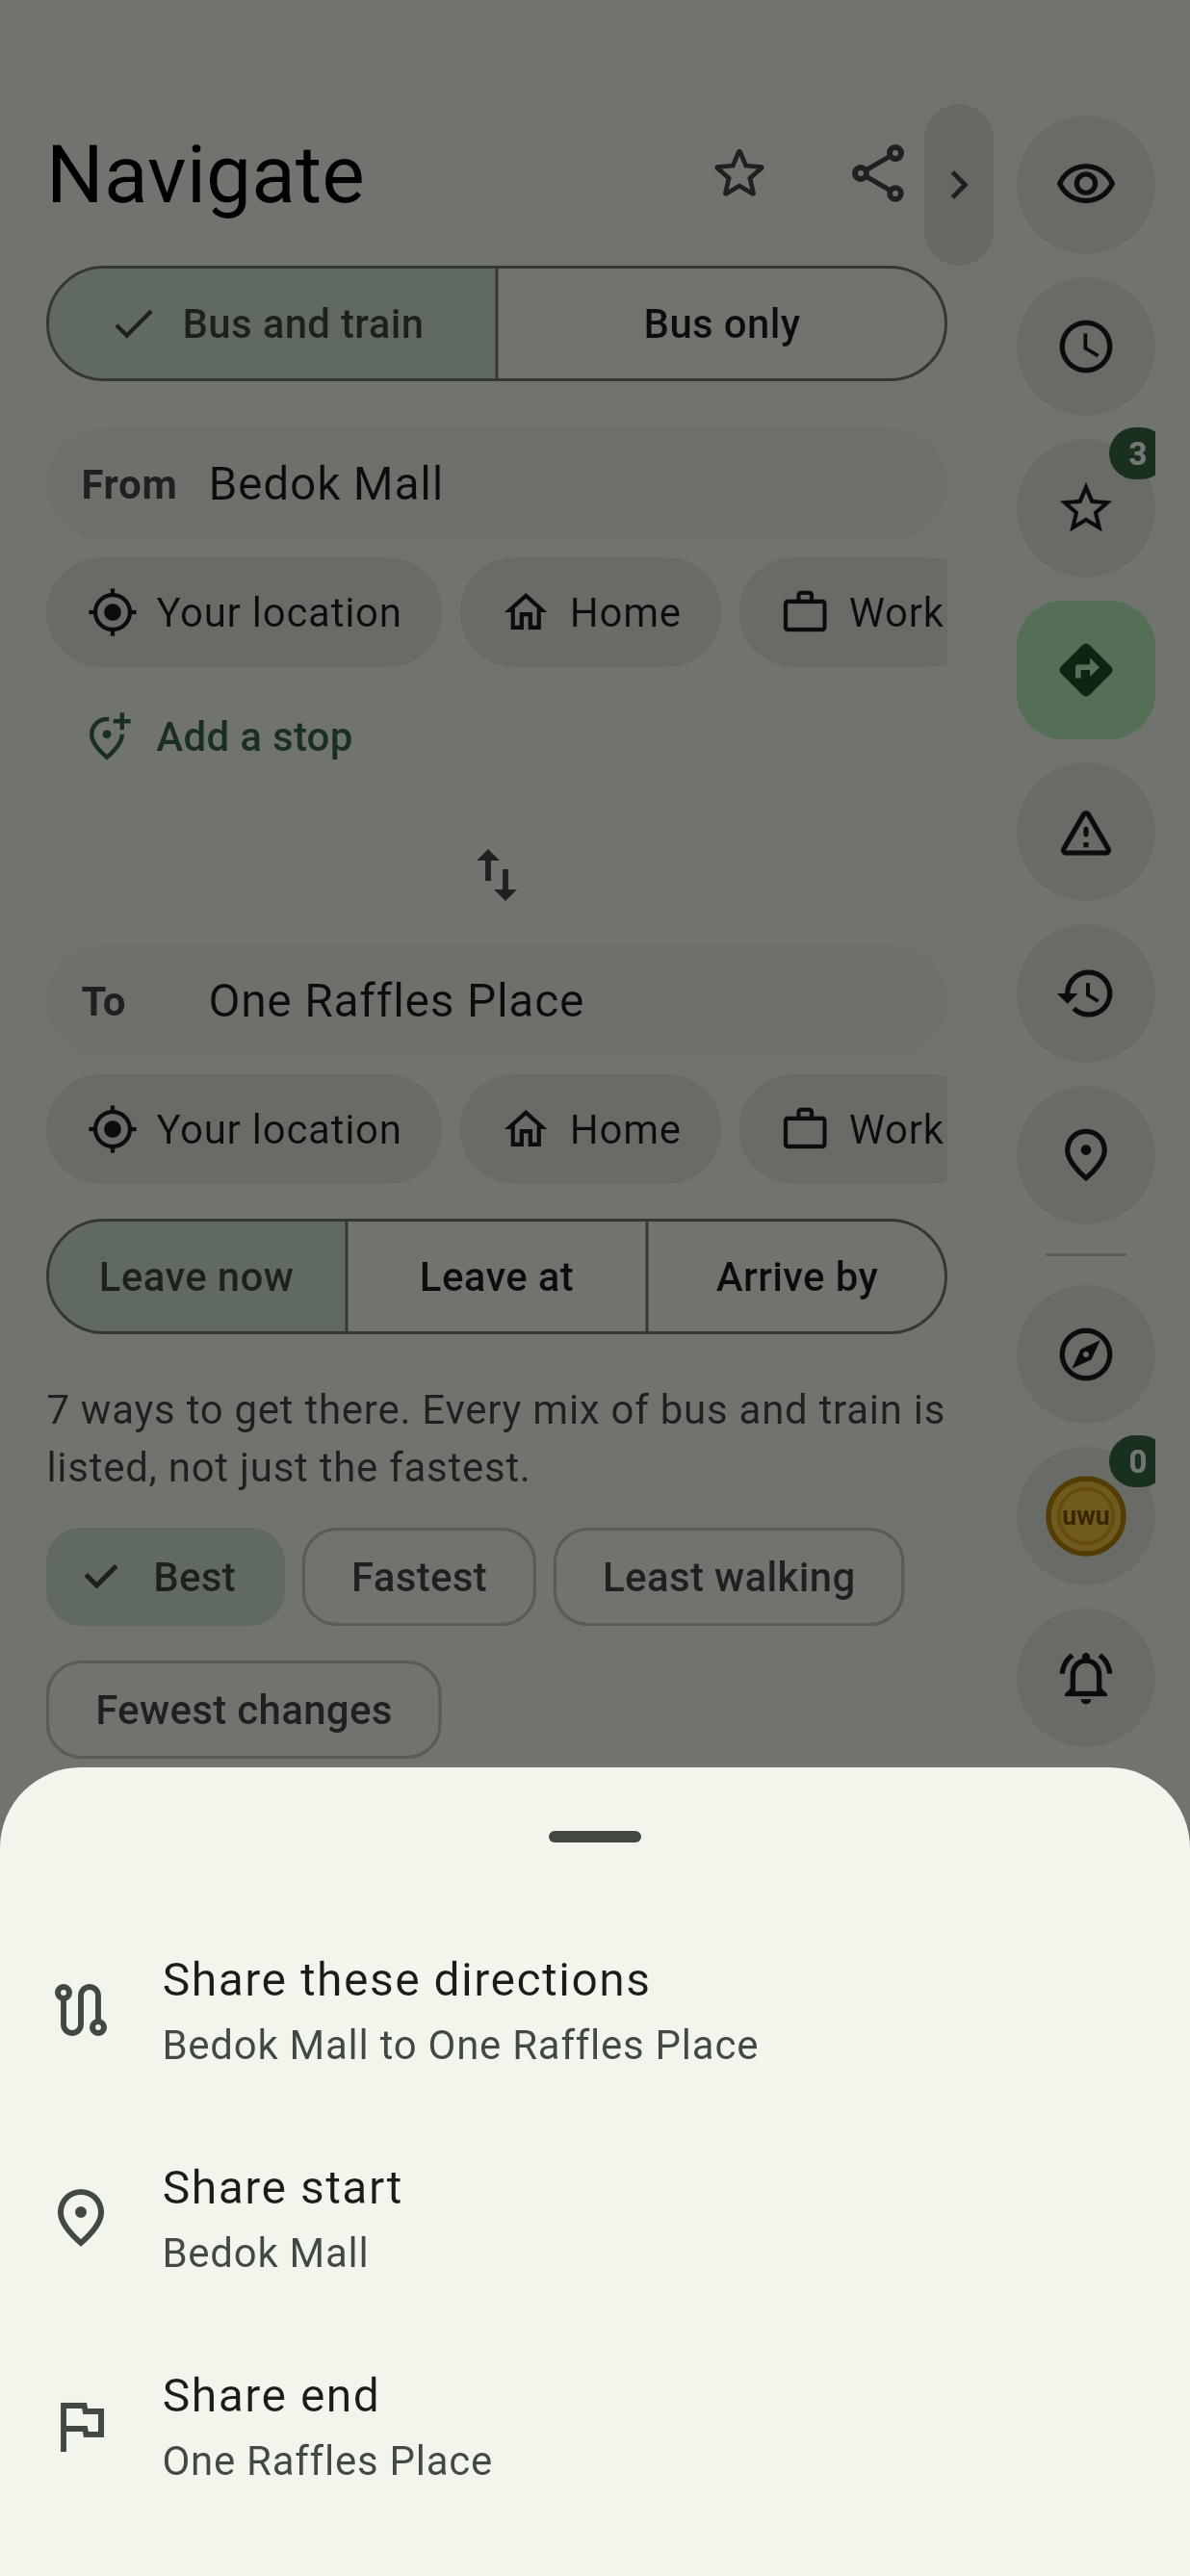 Navigate
Bus and train
Bus only
From Bedok Mall
3
Your location
Home
Work
Add a stop
To One Raffles Place
Your location
Home
Work
Leave now
Leave at
Arrive by
7 ways to get there. Every mix of bus and train is
listed, not just the fastest.
0
uwu
Best
Fastest
Least walking
Fewest changes
Share these directions
Bedok Mall to One Raffles Place
Share start
Bedok Mall
Share end
One Raffles Place